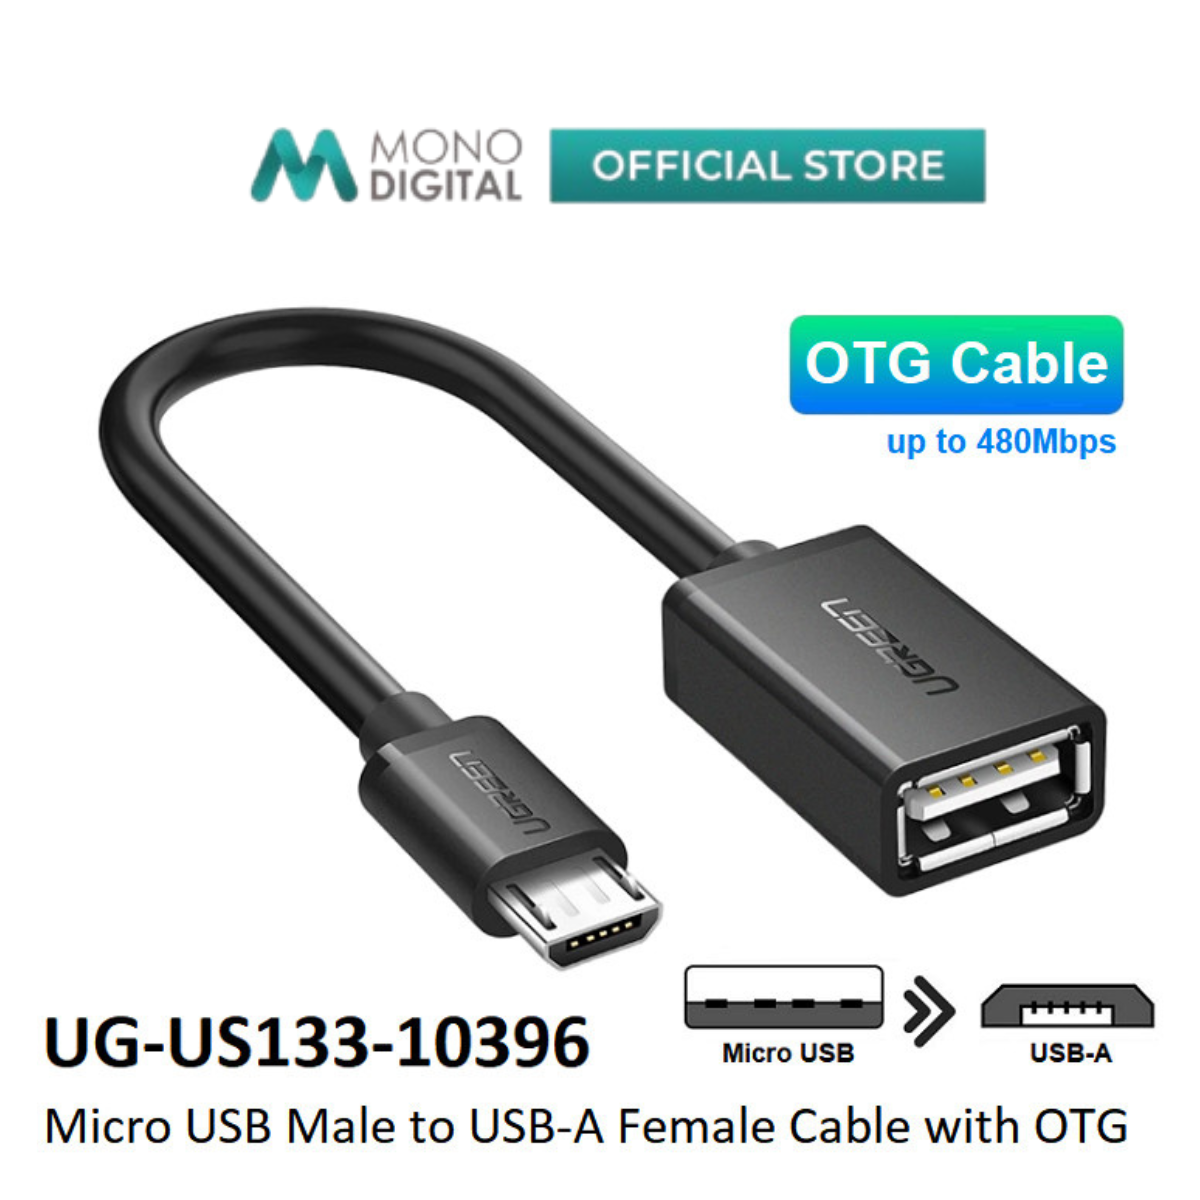 MONO
DIGITAL
OFFICIAL STORE
OTG Cable
up to 480Mbps
UGREEN
UGREEN
Micro USB
USB-A
UG-US133-10396
Micro USB Male to USB-A Female Cable with OTG